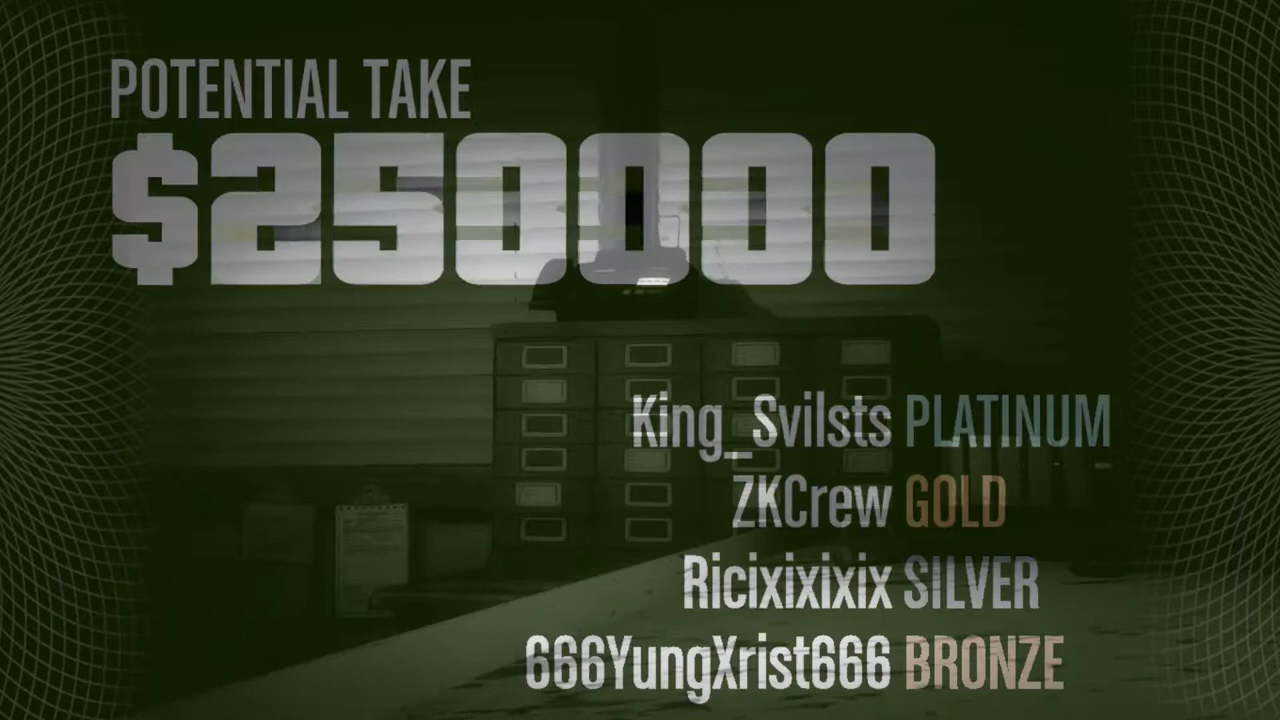 POTENTIAL TAKE
$250000
King_Svilsts PLATINUM
ZKCrew GOLD
Ricixixixix SILVER
666YungXrist666 BRONZE